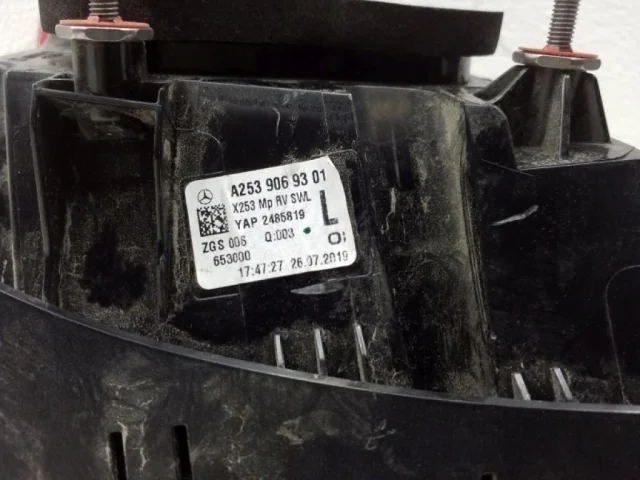 A253 906 93 01
X253 Mp RV SWL
YAP 2485819
L
ZGS 006 Q:003
653000
17:47:27 26.07.2019